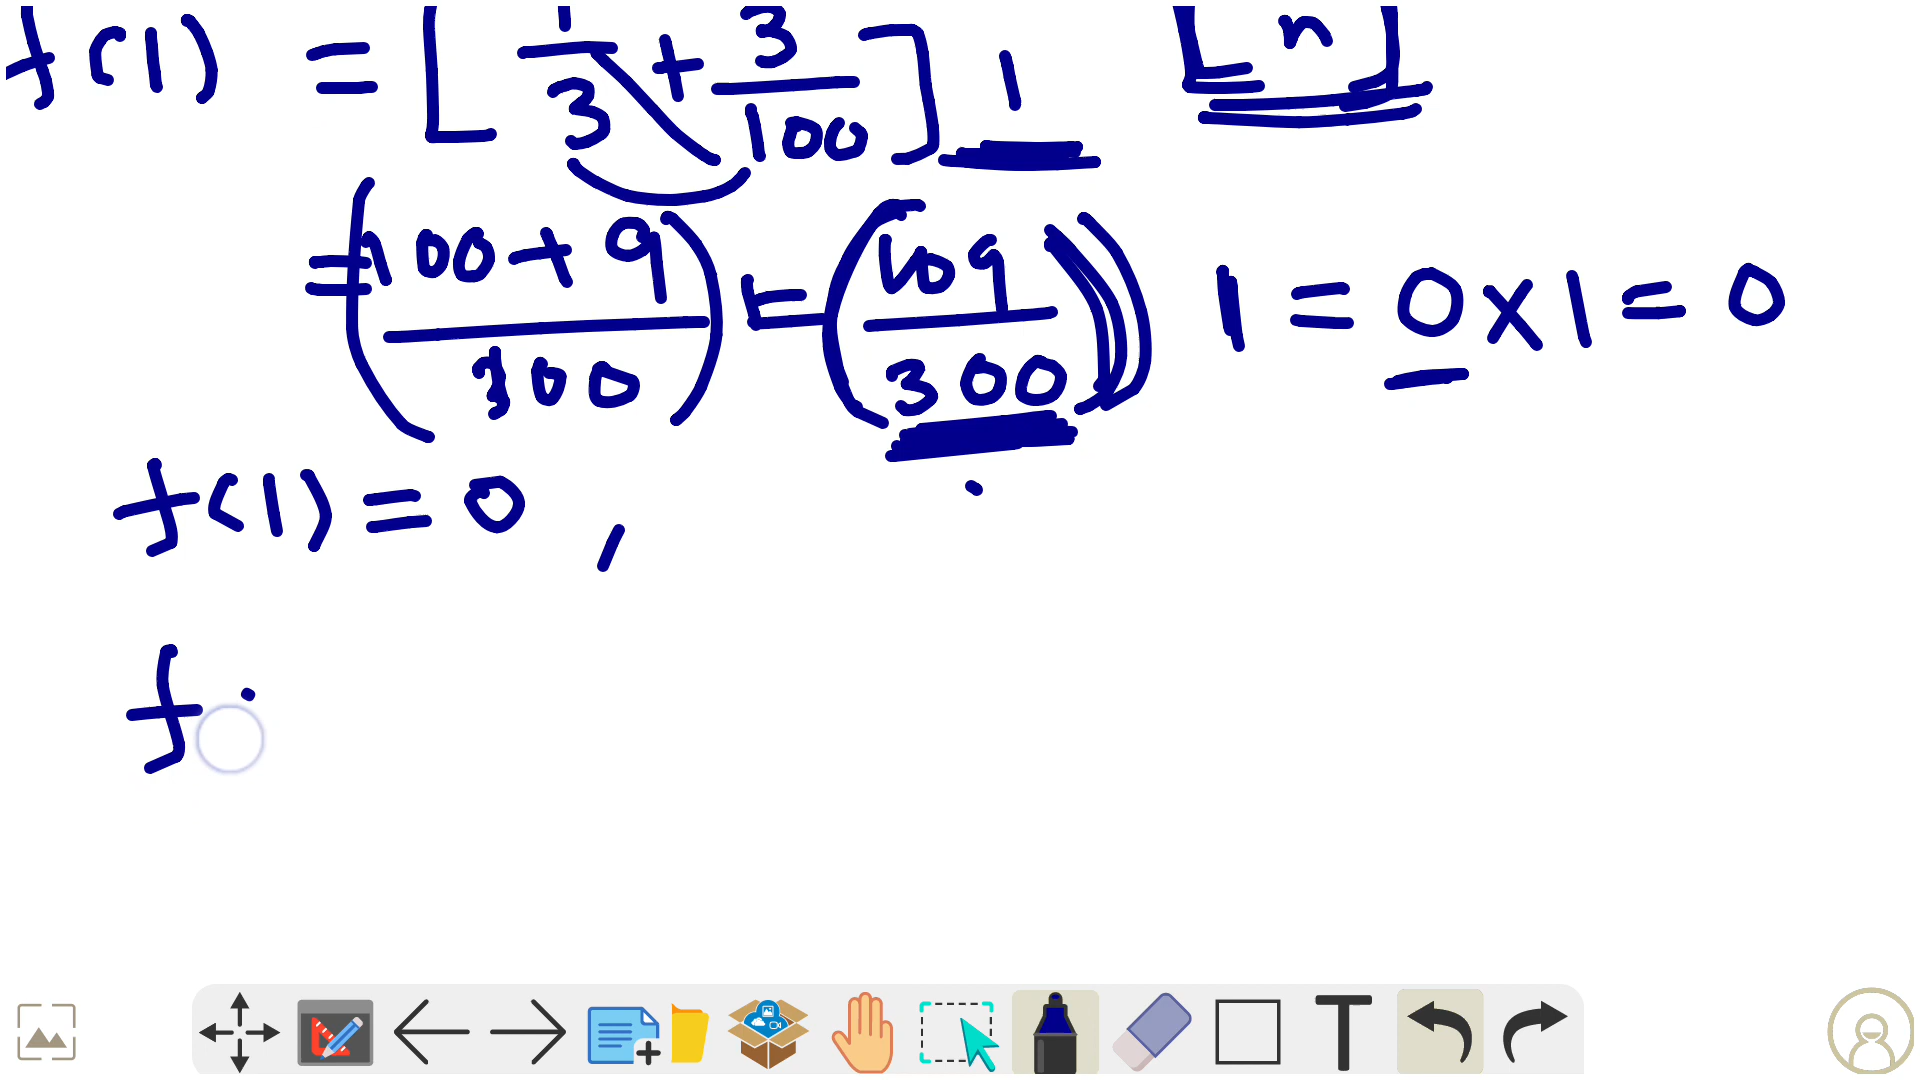 f(1) = [1/3 + 3/100] 1 [n]
= (100+9/300) = (109/300) 1 = 0 × 1 = 0
f(1) = 0 ,
f
T